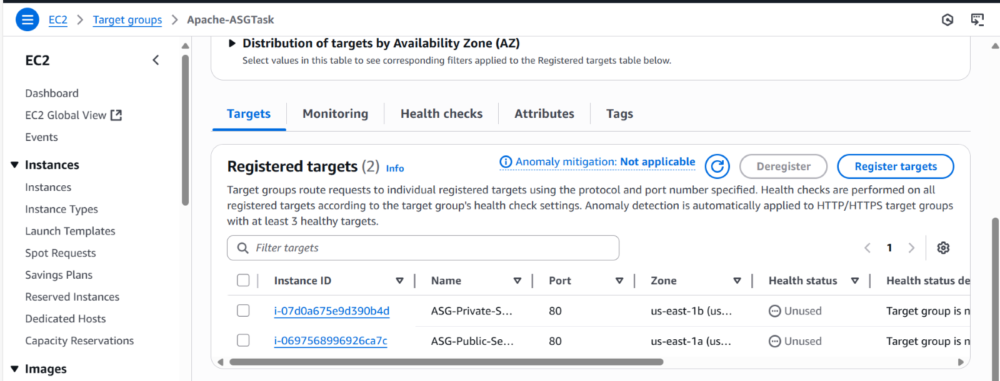 EC2 > Target groups > Apache-ASGTask
EC2
Dashboard
EC2 Global View
Events
Instances
Instances
Instance Types
Launch Templates
Spot Requests
Savings Plans
Reserved Instances
Dedicated Hosts
Capacity Reservations
Images
Distribution of targets by Availability Zone (AZ)
Select values in this table to see corresponding filters applied to the Registered targets table below.
Targets Monitoring Health checks Attributes Tags
Registered targets (2) Info Anomaly mitigation: Not applicable Deregister Register targets
Target groups route requests to individual registered targets using the protocol and port number specified. Health checks are performed on all
registered targets according to the target group's health check settings. Anomaly detection is automatically applied to HTTP/HTTPS target groups
with at least 3 healthy targets.
Filter targets 1
Instance ID Name Port Zone Health status Health status de
i-07d0a675e9d390b4d ASG-Private-S... 80 us-east-1b (us... Unused Target group is n
i-0697568996926ca7c ASG-Public-Se... 80 us-east-1a (us... Unused Target group is n